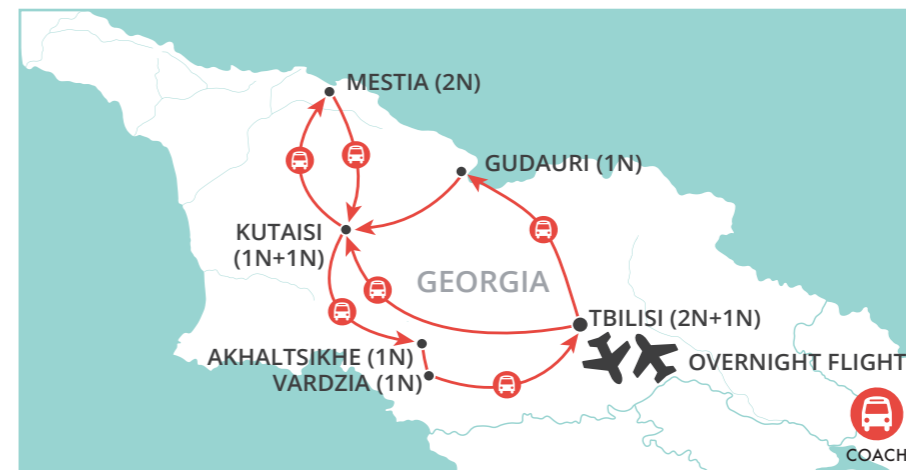 MESTIA (2N)
GUDAURI (1N)
KUTAISI
(1N+1N)
GEORGIA
TBILISI (2N+1N)
AKHALTSIKHE (1N)
VARDZIA (1N)
OVERNIGHT FLIGHT
COACH